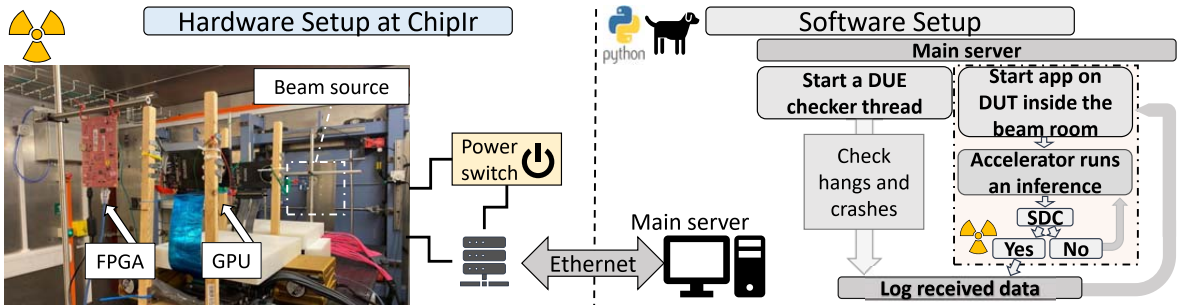 Hardware Setup at ChipIr
Beam source
FPGA
GPU
Power
switch
Ethernet
Main server
python
Software Setup
Main server
Start a DUE
checker thread
Check
hangs and
crashes
Start app on
DUT inside the
beam room
Accelerator runs
an inference
SDC
Yes
No
Log received data